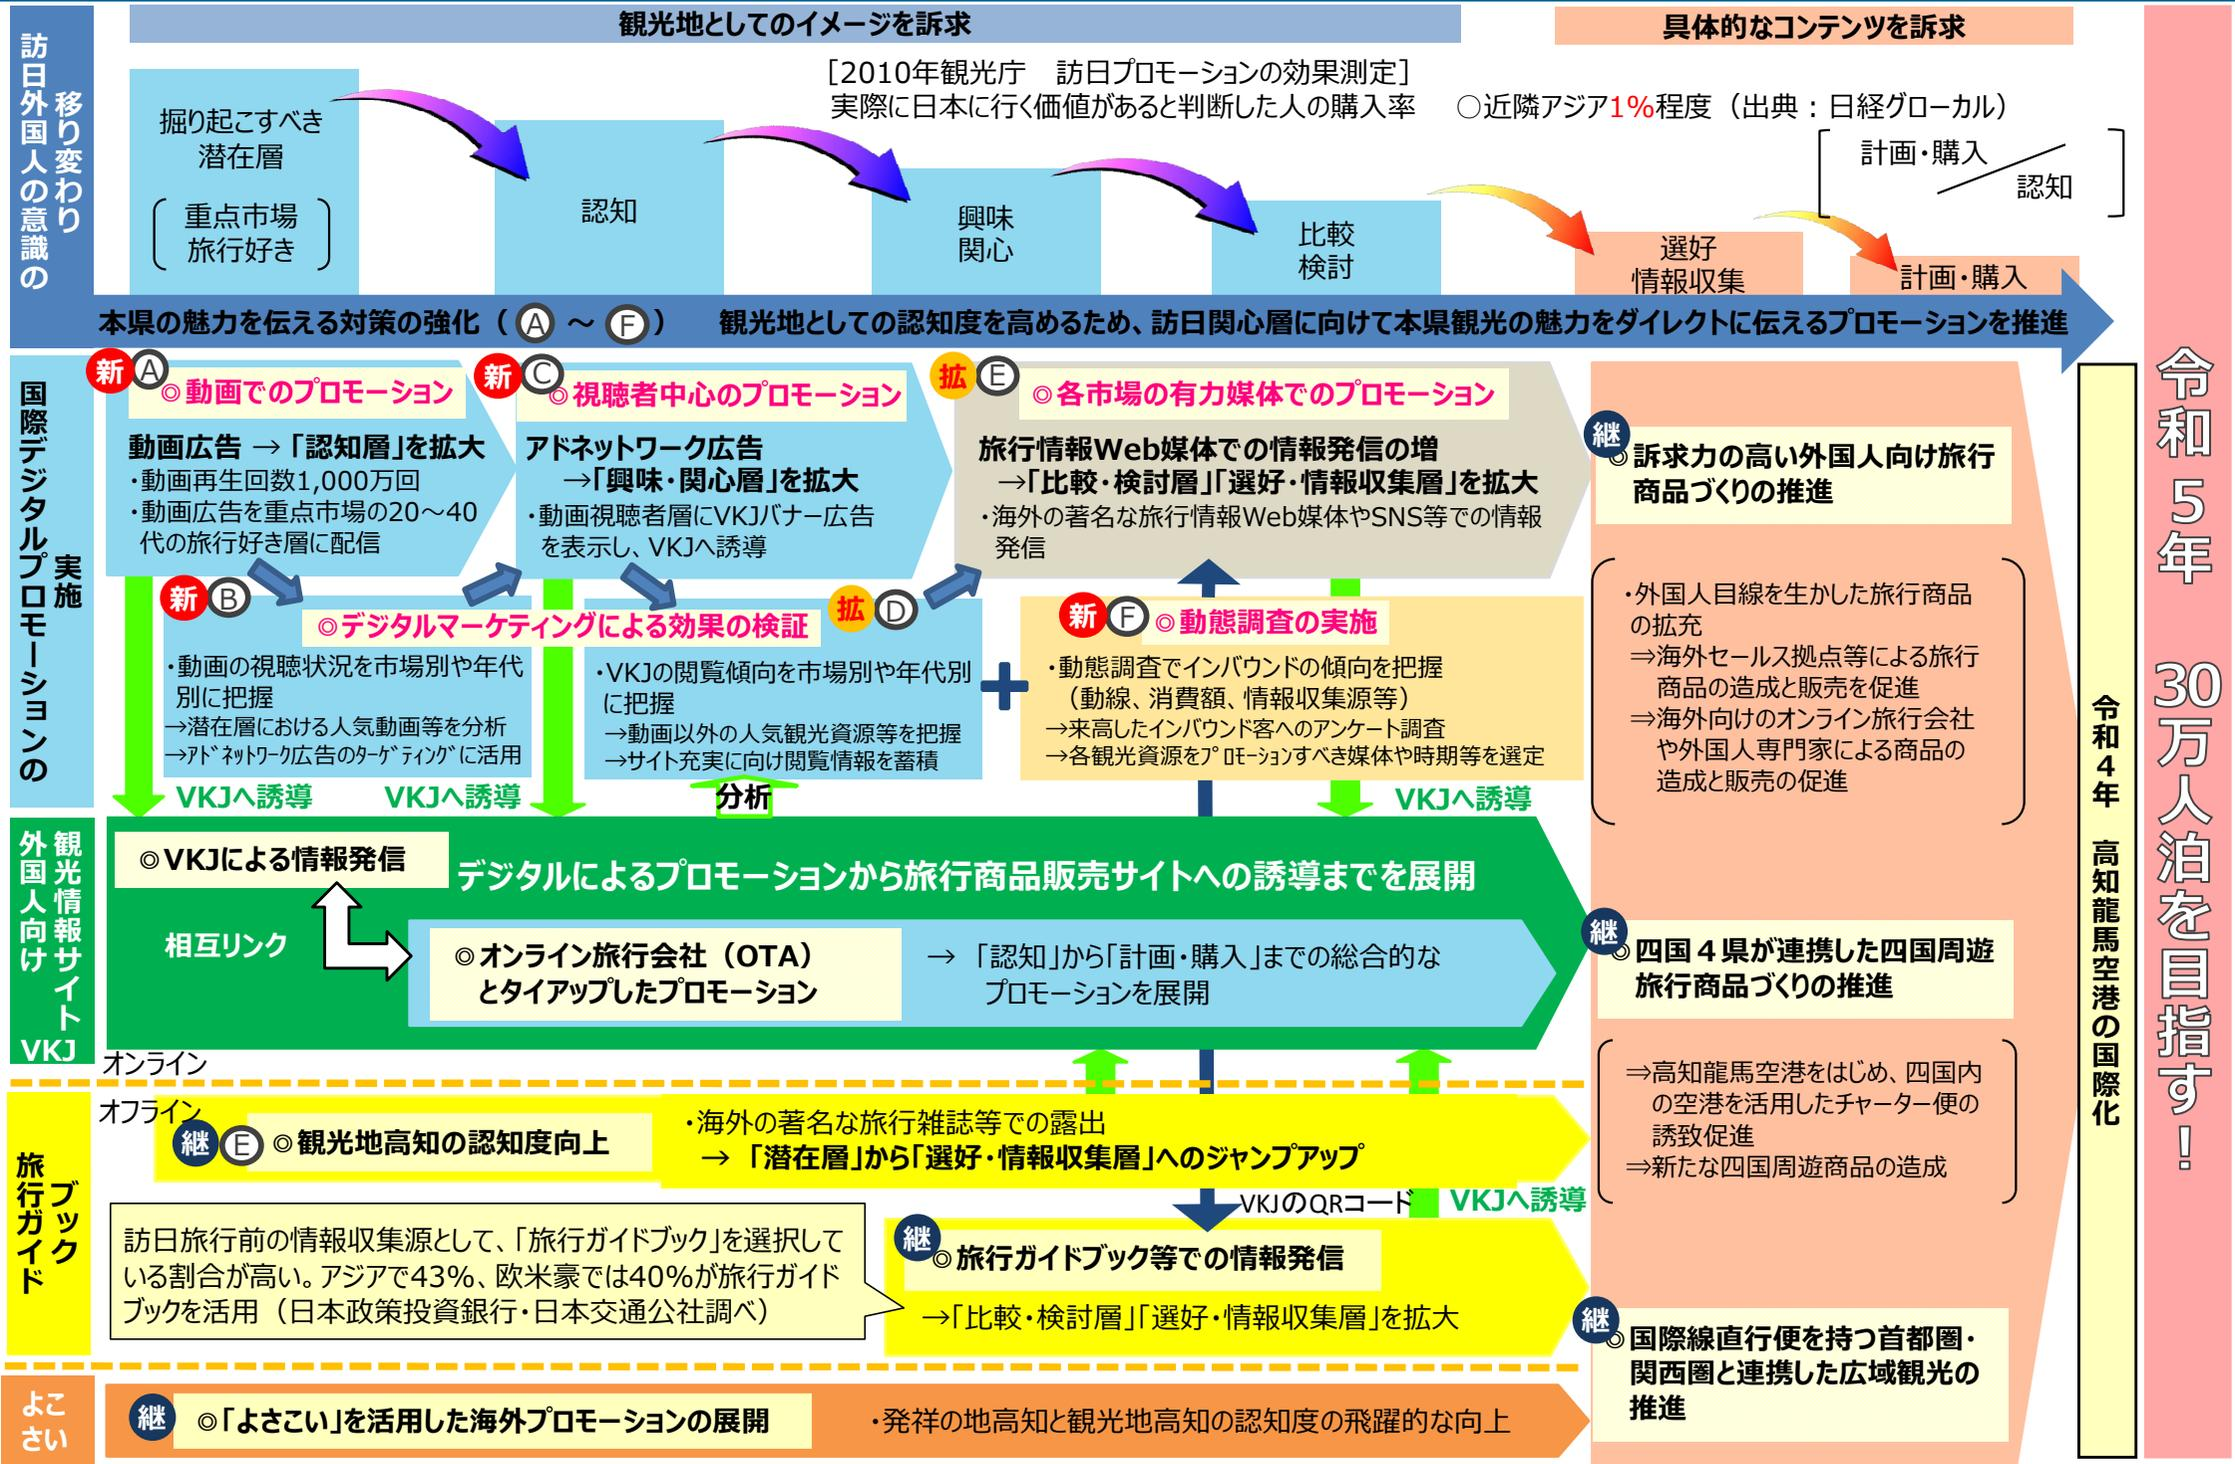 訪日外国人の意識の
移り変わり
観光地としてのイメージを訴求
具体的なコンテンツを訴求
[2010年観光庁　訪日プロモーションの効果測定]
実際に日本に行く価値があると判断した人の購入率　○近隣アジア1%程度（出典：日経グローカル）
計画・購入
認知
掘り起こすべき
潜在層
重点市場
旅行好き
認知
興味
関心
比較
検討
選好
情報収集
計画・購入
本県の魅力を伝える対策の強化（Ⓐ～Ⓕ）　観光地としての認知度を高めるため、訪日関心層に向けて本県観光の魅力をダイレクトに伝えるプロモーションを推進
国際デジタルプロモーションの
実施
新 Ⓐ
◎動画でのプロモーション
動画広告 → 「認知層」を拡大
・動画再生回数1,000万回
・動画広告を重点市場の20～40
代の旅行好き層に配信
新 Ⓒ
◎視聴者中心のプロモーション
アドネットワーク広告
→「興味・関心層」を拡大
・動画視聴者層にVKJバナー広告
を表示し、VKJへ誘導
拡 Ⓔ
◎各市場の有力媒体でのプロモーション
旅行情報Web媒体での情報発信の増
→「比較・検討層」「選好・情報収集層」を拡大
・海外の著名な旅行情報Web媒体やSNS等での情報
発信
新 Ⓑ
◎デジタルマーケティングによる効果の検証
・動画の視聴状況を市場別や年代
別に把握
→潜在層における人気動画等を分析
→ｱﾄﾞﾈｯﾄﾜｰｸ広告のﾀｰｹﾞﾃｨﾝｸﾞに活用
拡 Ⓓ
・VKJの閲覧傾向を市場別や年代別
に把握
→動画以外の人気観光資源等を把握
→サイト充実に向け閲覧情報を蓄積
新 Ⓕ
◎動態調査の実施
・動態調査でインバウンドの傾向を把握
（動線、消費額、情報収集源等）
→来高したインバウンド客へのアンケート調査
→各観光資源をﾌﾟﾛﾓｰｼｮﾝすべき媒体や時期等を選定
VKJへ誘導
VKJへ誘導
分析
VKJへ誘導
外国人向け
観光情報サイト
VKJ
◎VKJによる情報発信
デジタルによるプロモーションから旅行商品販売サイトへの誘導までを展開
相互リンク
◎オンライン旅行会社（OTA）
とタイアップしたプロモーション
→ 「認知」から「計画・購入」までの総合的な
プロモーションを展開
オンライン
オフライン
旅行ガイド
ブック
継 Ⓔ
◎観光地高知の認知度向上
・海外の著名な旅行雑誌等での露出
→ 「潜在層」から「選好・情報収集層」へのジャンプアップ
VKJのQRコード
VKJへ誘導
訪日旅行前の情報収集源として、「旅行ガイドブック」を選択して
いる割合が高い。アジアで43%、欧米豪では40%が旅行ガイド
ブックを活用（日本政策投資銀行・日本交通公社調べ）
継
◎旅行ガイドブック等での情報発信
→「比較・検討層」「選好・情報収集層」を拡大
よこ
さい
継
◎「よさこい」を活用した海外プロモーションの展開
・発祥の地高知と観光地高知の認知度の飛躍的な向上
継
◎訴求力の高い外国人向け旅行
商品づくりの推進
・外国人目線を生かした旅行商品
の拡充
⇒海外セールス拠点等による旅行
商品の造成と販売を促進
⇒海外向けのオンライン旅行会社
や外国人専門家による商品の
造成と販売の促進
継
◎四国４県が連携した四国周遊
旅行商品づくりの推進
⇒高知龍馬空港をはじめ、四国内
の空港を活用したチャーター便の
誘致促進
⇒新たな四国周遊商品の造成
継
◎国際線直行便を持つ首都圏・
関西圏と連携した広域観光の
推進
令和４年　高知龍馬空港の国際化
令和５年　30万人泊を目指す！